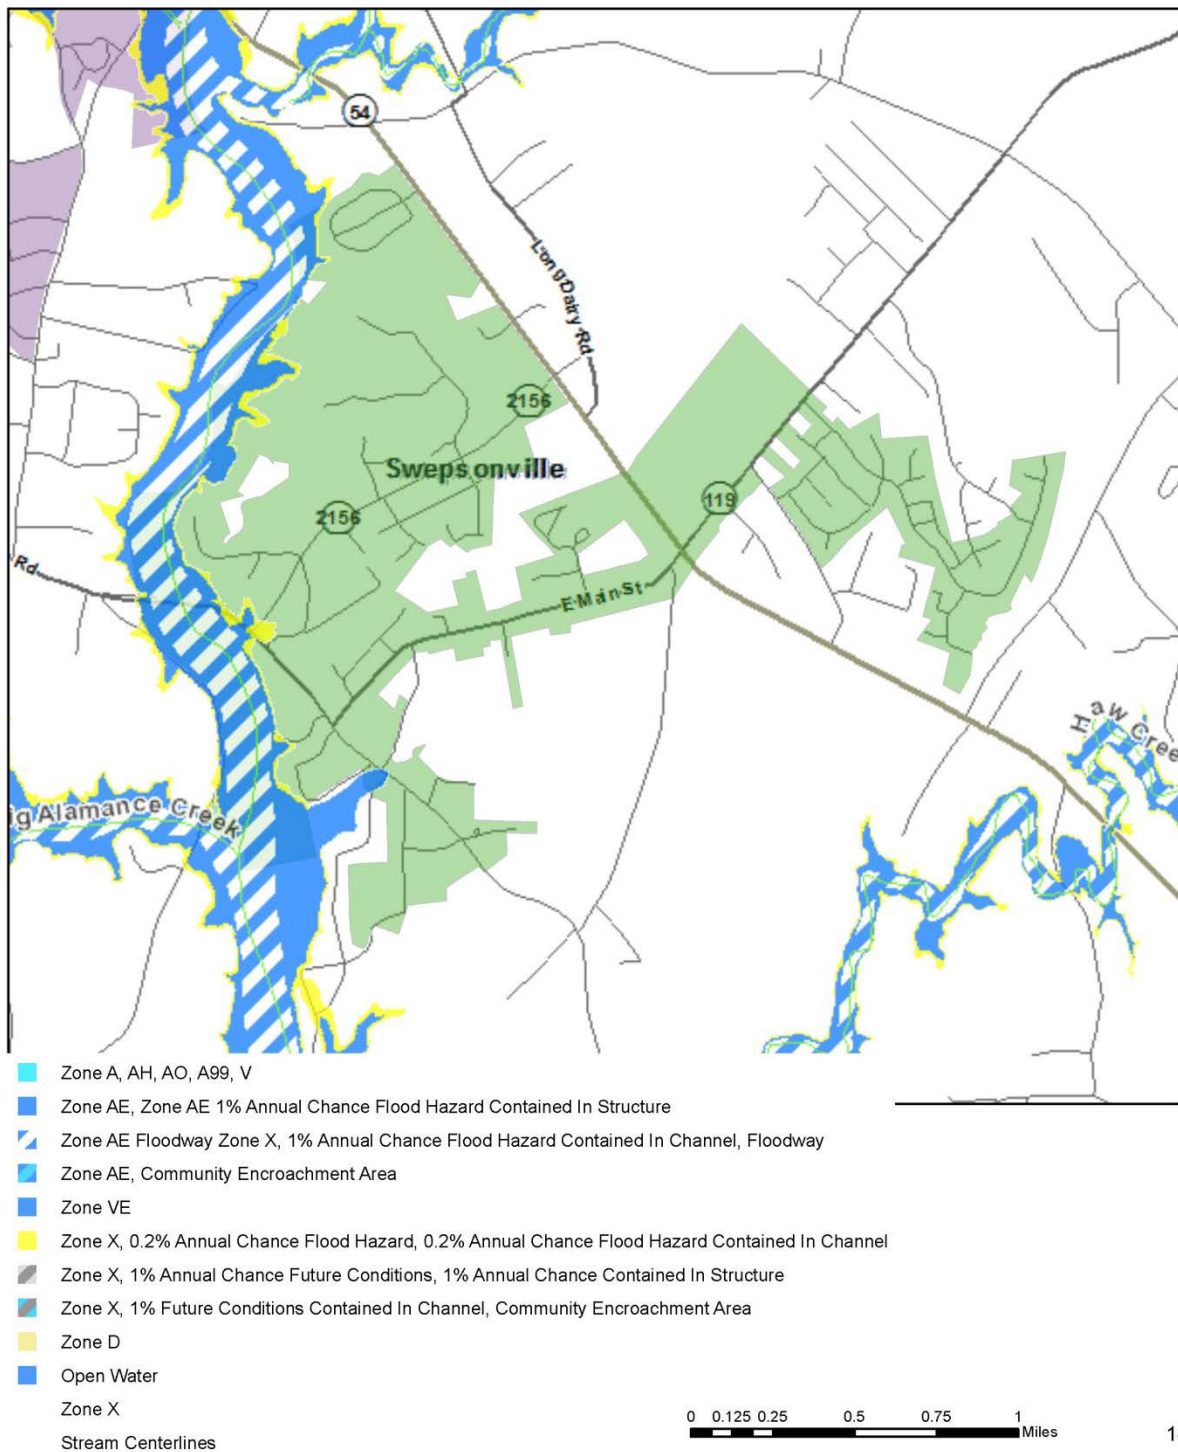 54
Long Dairy Rd
2156
Swepsonville
119
2156
Rd
E Main St
Haw Cree
ig Alamance Creek
Zone A, AH, AO, A99, V
Zone AE, Zone AE 1% Annual Chance Flood Hazard Contained In Structure
Zone AE Floodway Zone X, 1% Annual Chance Flood Hazard Contained In Channel, Floodway
Zone AE, Community Encroachment Area
Zone VE
Zone X, 0.2% Annual Chance Flood Hazard, 0.2% Annual Chance Flood Hazard Contained In Channel
Zone X, 1% Annual Chance Future Conditions, 1% Annual Chance Contained In Structure
Zone X, 1% Future Conditions Contained In Channel, Community Encroachment Area
Zone D
Open Water
Zone X
Stream Centerlines
0 0.125 0.25 0.5 0.75 1
Miles